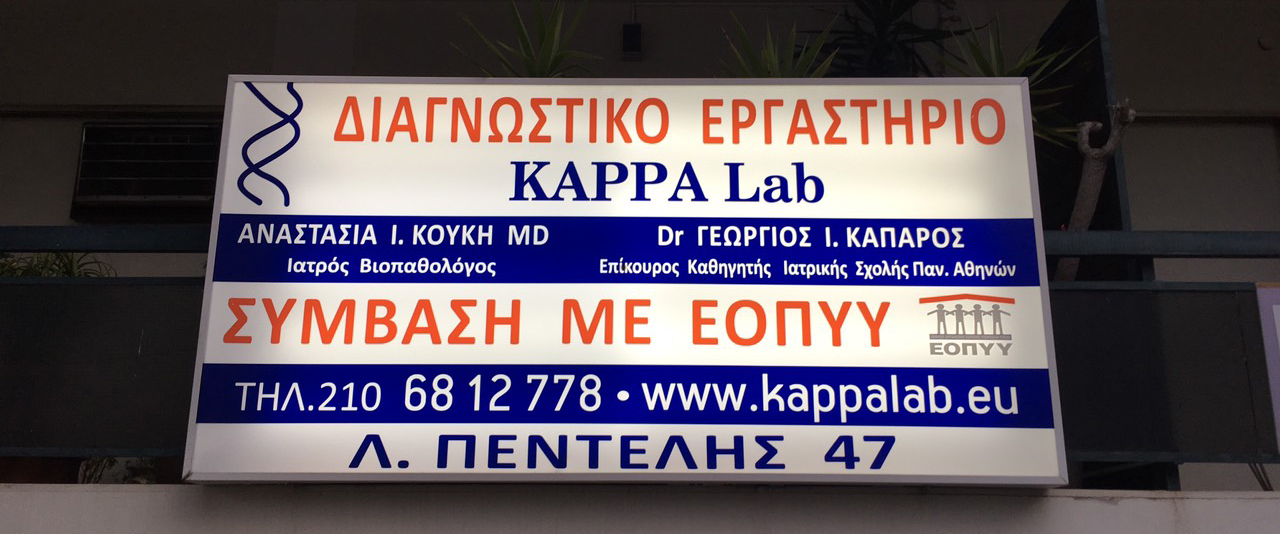 ΔΙΑΓΝΩΣΤΙΚΟ ΕΡΓΑΣΤΗΡΙΟ
KAPPA Lab
ΑΝΑΣΤΑΣΙΑ Ι. ΚΟΥΚΗ MD
Ιατρός Βιοπαθολόγος
Dr ΓΕΩΡΓΙΟΣ Ι. ΚΑΠΑΡΟΣ
Επίκουρος Καθηγητής Ιατρικής Σχολής Παν. Αθηνών
ΣΥΜΒΑΣΗ ΜΕ ΕΟΠΥΥ
ΕΟΠΥΥ
ΤΗΛ.210 68 12 778 • www.kappalab.eu
Λ. ΠΕΝΤΕΛΗΣ 47